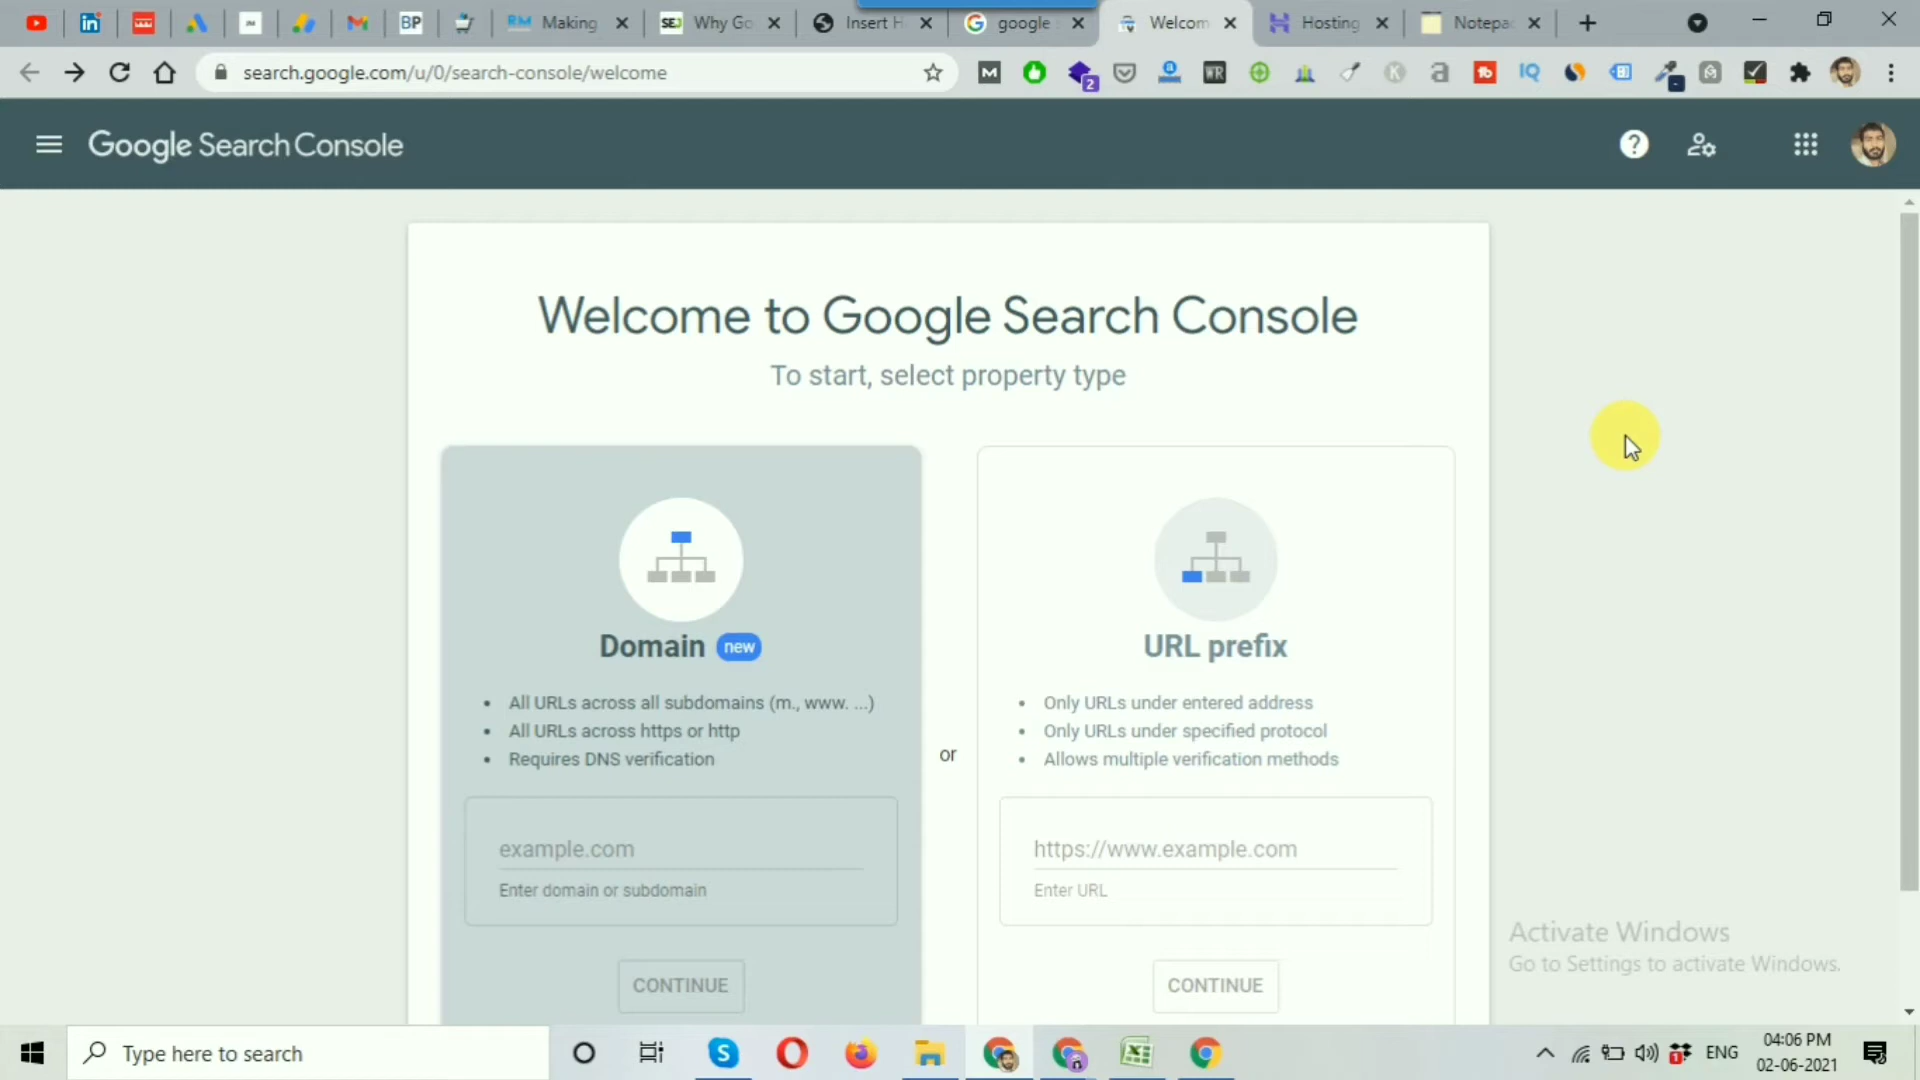 Making
Why Go
Insert H
google s
Welcom
Hosting
Notepa
search.google.com/u/0/search-console/welcome
2
Google Search Console
Welcome to Google Search Console
To start, select property type
Domain new
All URLs across all subdomains (m., www. ...)
All URLs across https or http
Requires DNS verification
example.com
Enter domain or subdomain
CONTINUE
or
URL prefix
Only URLs under entered address
Only URLs under specified protocol
Allows multiple verification methods
https://www.example.com
Enter URL
CONTINUE
Activate Windows
Go to Settings to activate Windows.
Type here to search
ENG
04:06 PM
02-06-2021